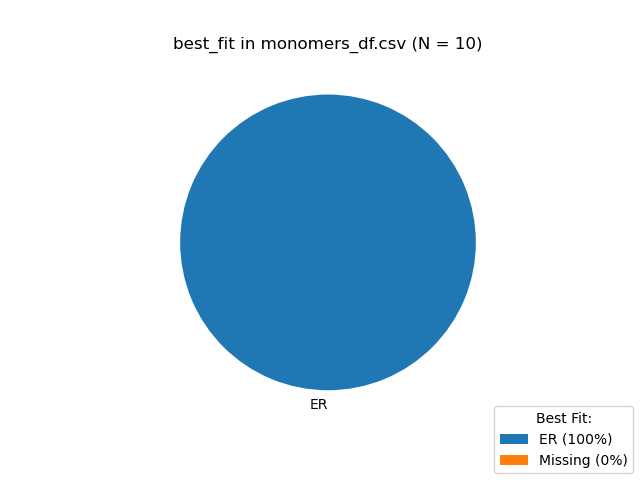 best_fit in monomers_df.csv (N = 10)
ER
Best Fit:
ER (100%)
Missing (0%)